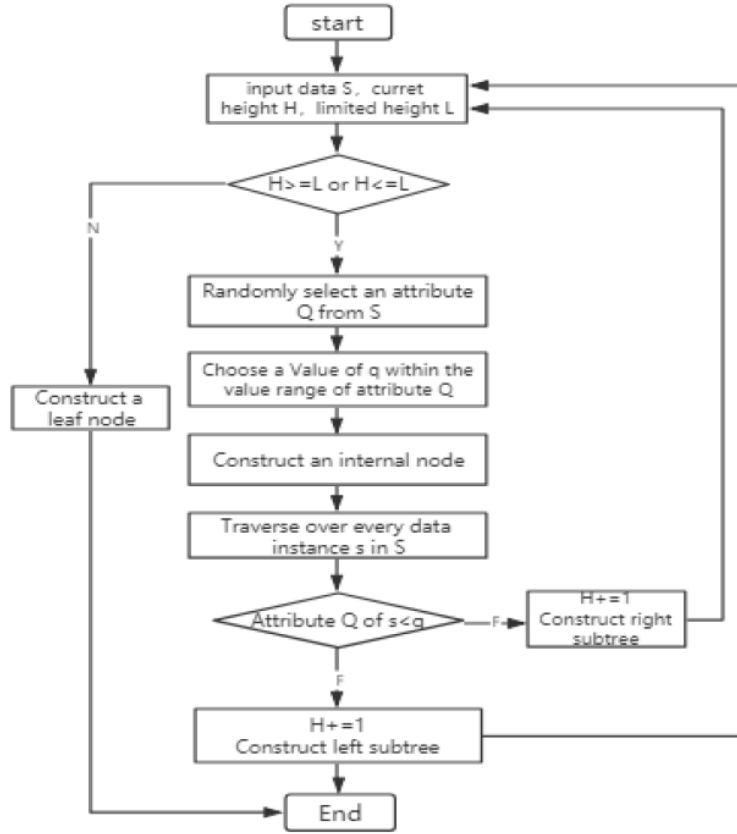 start
input data S, curret
height H, limited height L
H>=L or H<=L
N
Y
Randomly select an attribute
Q from S
Choose a Value of q within the
value range of attribute Q
Construct a
leaf node
Construct an internal node
Traverse over every data
instance s in S
Attribute Q of s<q
F
H+=1
Construct right
subtree
F
H+=1
Construct left subtree
End